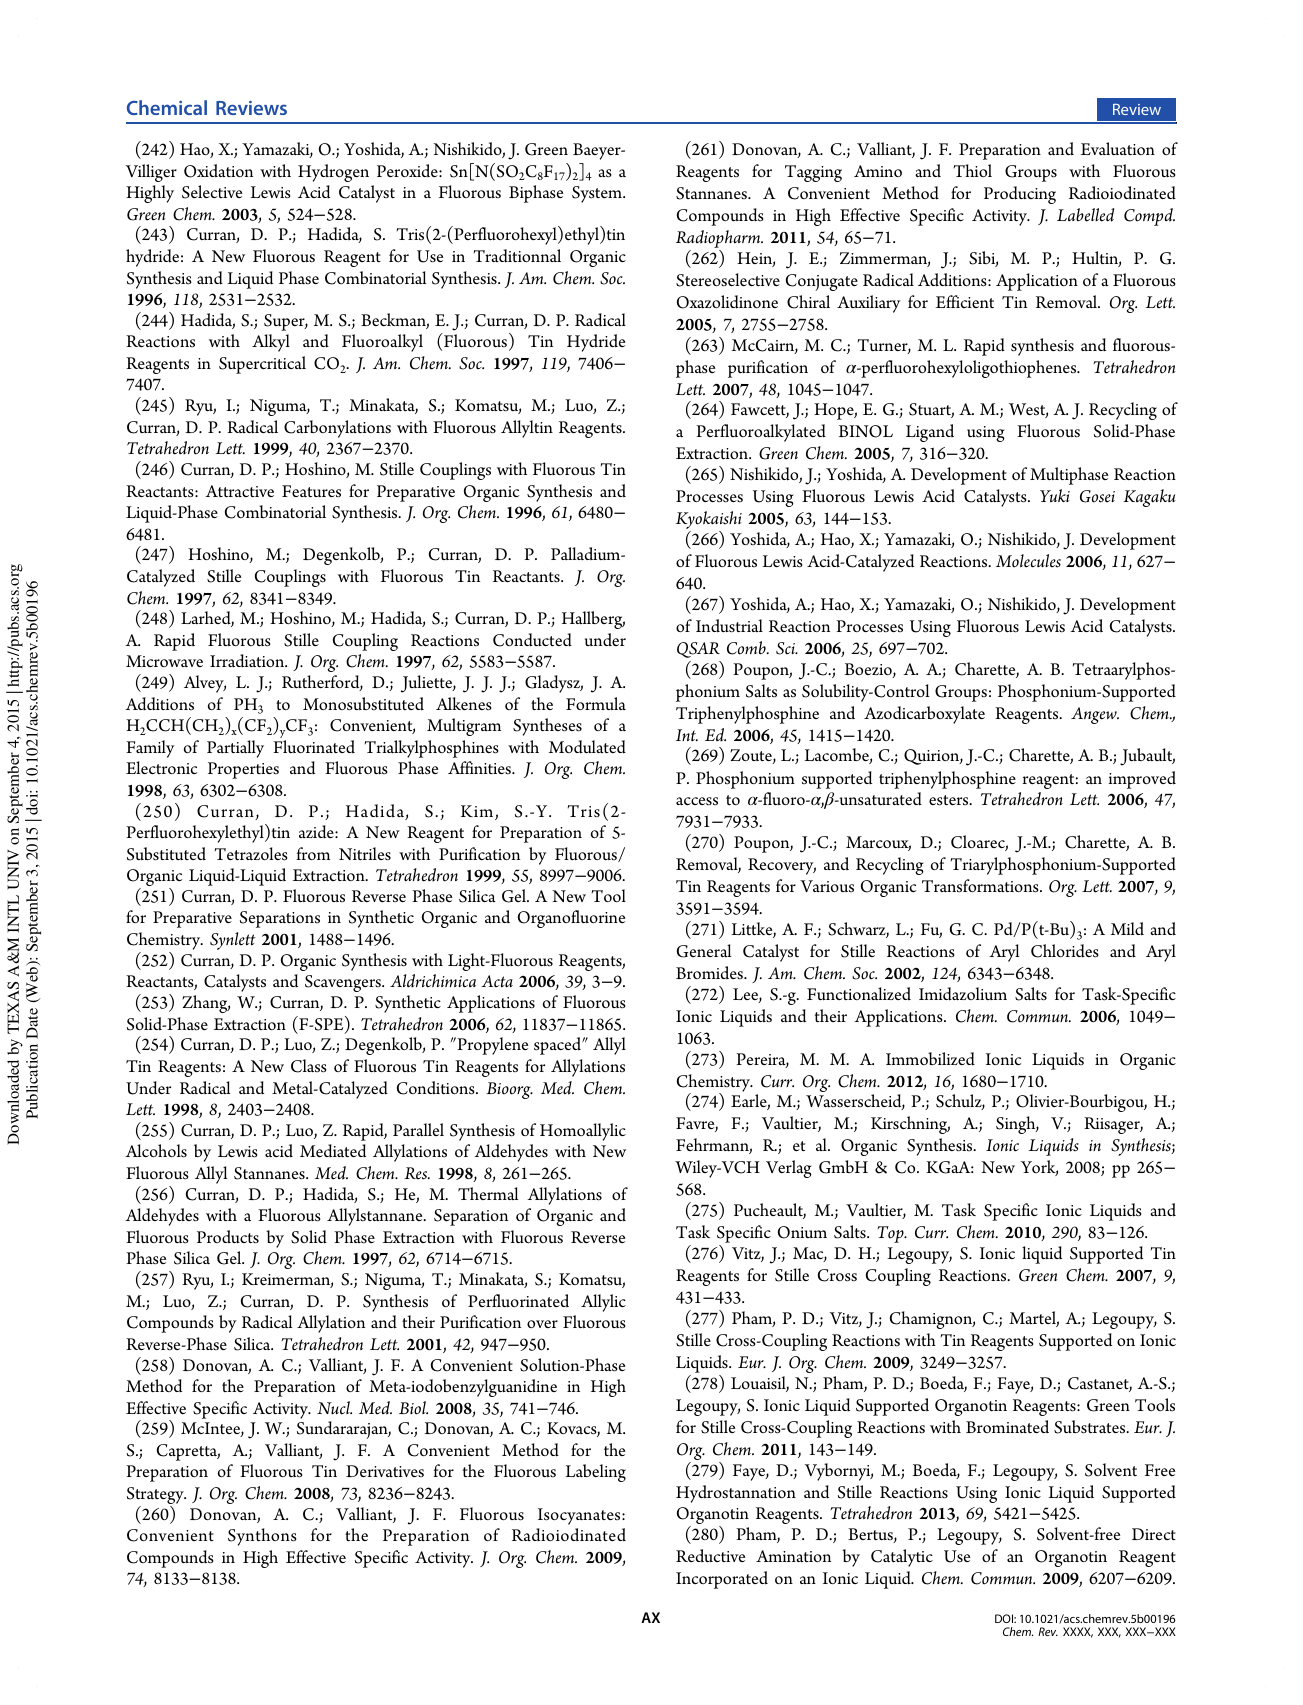 Chemical Reviews
Review
(242) Hao, X.; Yamazaki, O.; Yoshida, A.; Nishikido, J. Green Baeyer-
Villiger Oxidation with Hydrogen Peroxide: Sn[N(SO₂C₈F₁₇)₂]₄ as a
Highly Selective Lewis Acid Catalyst in a Fluorous Biphase System.
Green Chem. 2003, 5, 524−528.
(243) Curran, D. P.; Hadida, S. Tris(2-(Perfluorohexyl)ethyl)tin
hydride: A New Fluorous Reagent for Use in Traditionnal Organic
Synthesis and Liquid Phase Combinatorial Synthesis. J. Am. Chem. Soc.
1996, 118, 2531−2532.
(244) Hadida, S.; Super, M. S.; Beckman, E. J.; Curran, D. P. Radical
Reactions with Alkyl and Fluoroalkyl (Fluorous) Tin Hydride
Reagents in Supercritical CO₂. J. Am. Chem. Soc. 1997, 119, 7406−
7407.
(245) Ryu, I.; Niguma, T.; Minakata, S.; Komatsu, M.; Luo, Z.;
Curran, D. P. Radical Carbonylations with Fluorous Allyltin Reagents.
Tetrahedron Lett. 1999, 40, 2367−2370.
(246) Curran, D. P.; Hoshino, M. Stille Couplings with Fluorous Tin
Reactants: Attractive Features for Preparative Organic Synthesis and
Liquid-Phase Combinatorial Synthesis. J. Org. Chem. 1996, 61, 6480−
6481.
(247) Hoshino, M.; Degenkolb, P.; Curran, D. P. Palladium-
Catalyzed Stille Couplings with Fluorous Tin Reactants. J. Org.
Chem. 1997, 62, 8341−8349.
(248) Larhed, M.; Hoshino, M.; Hadida, S.; Curran, D. P.; Hallberg,
A. Rapid Fluorous Stille Coupling Reactions Conducted under
Microwave Irradiation. J. Org. Chem. 1997, 62, 5583−5587.
(249) Alvey, L. J.; Rutherford, D.; Juliette, J. J. J.; Gladysz, J. A.
Additions of PH₃ to Monosubstituted Alkenes of the Formula
H₂CCH(CH₂)ₓ(CF₂)ᵧCF₃: Convenient, Multigram Syntheses of a
Family of Partially Fluorinated Trialkylphosphines with Modulated
Electronic Properties and Fluorous Phase Affinities. J. Org. Chem.
1998, 63, 6302−6308.
(250) Curran, D. P.; Hadida, S.; Kim, S.-Y. Tris(2-
Perfluorohexylethyl)tin azide: A New Reagent for Preparation of 5-
Substituted Tetrazoles from Nitriles with Purification by Fluorous/
Organic Liquid-Liquid Extraction. Tetrahedron 1999, 55, 8997−9006.
(251) Curran, D. P. Fluorous Reverse Phase Silica Gel. A New Tool
for Preparative Separations in Synthetic Organic and Organofluorine
Chemistry. Synlett 2001, 1488−1496.
(252) Curran, D. P. Organic Synthesis with Light-Fluorous Reagents,
Reactants, Catalysts and Scavengers. Aldrichimica Acta 2006, 39, 3−9.
(253) Zhang, W.; Curran, D. P. Synthetic Applications of Fluorous
Solid-Phase Extraction (F-SPE). Tetrahedron 2006, 62, 11837−11865.
(254) Curran, D. P.; Luo, Z.; Degenkolb, P. "Propylene spaced" Allyl
Tin Reagents: A New Class of Fluorous Tin Reagents for Allylations
Under Radical and Metal-Catalyzed Conditions. Bioorg. Med. Chem.
Lett. 1998, 8, 2403−2408.
(255) Curran, D. P.; Luo, Z. Rapid, Parallel Synthesis of Homoallylic
Alcohols by Lewis acid Mediated Allylations of Aldehydes with New
Fluorous Allyl Stannanes. Med. Chem. Res. 1998, 8, 261−265.
(256) Curran, D. P.; Hadida, S.; He, M. Thermal Allylations of
Aldehydes with a Fluorous Allylstannane. Separation of Organic and
Fluorous Products by Solid Phase Extraction with Fluorous Reverse
Phase Silica Gel. J. Org. Chem. 1997, 62, 6714−6715.
(257) Ryu, I.; Kreimerman, S.; Niguma, T.; Minakata, S.; Komatsu,
M.; Luo, Z.; Curran, D. P. Synthesis of Perfluorinated Allylic
Compounds by Radical Allylation and their Purification over Fluorous
Reverse-Phase Silica. Tetrahedron Lett. 2001, 42, 947−950.
(258) Donovan, A. C.; Valliant, J. F. A Convenient Solution-Phase
Method for the Preparation of Meta-iodobenzylguanidine in High
Effective Specific Activity. Nucl. Med. Biol. 2008, 35, 741−746.
(259) McIntee, J. W.; Sundararajan, C.; Donovan, A. C.; Kovacs, M.
S.; Capretta, A.; Valliant, J. F. A Convenient Method for the
Preparation of Fluorous Tin Derivatives for the Fluorous Labeling
Strategy. J. Org. Chem. 2008, 73, 8236−8243.
(260) Donovan, A. C.; Valliant, J. F. Fluorous Isocyanates:
Convenient Synthons for the Preparation of Radioiodinated
Compounds in High Effective Specific Activity. J. Org. Chem. 2009,
74, 8133−8138.
(261) Donovan, A. C.; Valliant, J. F. Preparation and Evaluation of
Reagents for Tagging Amino and Thiol Groups with Fluorous
Stannanes. A Convenient Method for Producing Radioiodinated
Compounds in High Effective Specific Activity. J. Labelled Compd.
Radiopharm. 2011, 54, 65−71.
(262) Hein, J. E.; Zimmerman, J.; Sibi, M. P.; Hultin, P. G.
Stereoselective Conjugate Radical Additions: Application of a Fluorous
Oxazolidinone Chiral Auxiliary for Efficient Tin Removal. Org. Lett.
2005, 7, 2755−2758.
(263) McCairn, M. C.; Turner, M. L. Rapid synthesis and fluorous-
phase purification of α-perfluorohexyloligothiophenes. Tetrahedron
Lett. 2007, 48, 1045−1047.
(264) Fawcett, J.; Hope, E. G.; Stuart, A. M.; West, A. J. Recycling of
a Perfluoroalkylated BINOL Ligand using Fluorous Solid-Phase
Extraction. Green Chem. 2005, 7, 316−320.
(265) Nishikido, J.; Yoshida, A. Development of Multiphase Reaction
Processes Using Fluorous Lewis Acid Catalysts. Yuki Gosei Kagaku
Kyokaishi 2005, 63, 144−153.
(266) Yoshida, A.; Hao, X.; Yamazaki, O.; Nishikido, J. Development
of Fluorous Lewis Acid-Catalyzed Reactions. Molecules 2006, 11, 627−
640.
(267) Yoshida, A.; Hao, X.; Yamazaki, O.; Nishikido, J. Development
of Industrial Reaction Processes Using Fluorous Lewis Acid Catalysts.
QSAR Comb. Sci. 2006, 25, 697−702.
(268) Poupon, J.-C.; Boezio, A. A.; Charette, A. B. Tetraarylphos-
phonium Salts as Solubility-Control Groups: Phosphonium-Supported
Triphenylphosphine and Azodicarboxylate Reagents. Angew. Chem.,
Int. Ed. 2006, 45, 1415−1420.
(269) Zoute, L.; Lacombe, C.; Quirion, J.-C.; Charette, A. B.; Jubault,
P. Phosphonium supported triphenylphosphine reagent: an improved
access to α-fluoro-α,β-unsaturated esters. Tetrahedron Lett. 2006, 47,
7931−7933.
(270) Poupon, J.-C.; Marcoux, D.; Cloarec, J.-M.; Charette, A. B.
Removal, Recovery, and Recycling of Triarylphosphonium-Supported
Tin Reagents for Various Organic Transformations. Org. Lett. 2007, 9,
3591−3594.
(271) Littke, A. F.; Schwarz, L.; Fu, G. C. Pd/P(t-Bu)₃: A Mild and
General Catalyst for Stille Reactions of Aryl Chlorides and Aryl
Bromides. J. Am. Chem. Soc. 2002, 124, 6343−6348.
(272) Lee, S.-g. Functionalized Imidazolium Salts for Task-Specific
Ionic Liquids and their Applications. Chem. Commun. 2006, 1049−
1063.
(273) Pereira, M. M. A. Immobilized Ionic Liquids in Organic
Chemistry. Curr. Org. Chem. 2012, 16, 1680−1710.
(274) Earle, M.; Wasserscheid, P.; Schulz, P.; Olivier-Bourbigou, H.;
Favre, F.; Vaultier, M.; Kirschning, A.; Singh, V.; Riisager, A.;
Fehrmann, R.; et al. Organic Synthesis. Ionic Liquids in Synthesis;
Wiley-VCH Verlag GmbH & Co. KGaA: New York, 2008; pp 265−
568.
(275) Pucheault, M.; Vaultier, M. Task Specific Ionic Liquids and
Task Specific Onium Salts. Top. Curr. Chem. 2010, 290, 83−126.
(276) Vitz, J.; Mac, D. H.; Legoupy, S. Ionic liquid Supported Tin
Reagents for Stille Cross Coupling Reactions. Green Chem. 2007, 9,
431−433.
(277) Pham, P. D.; Vitz, J.; Chamignon, C.; Martel, A.; Legoupy, S.
Stille Cross-Coupling Reactions with Tin Reagents Supported on Ionic
Liquids. Eur. J. Org. Chem. 2009, 3249−3257.
(278) Louaisil, N.; Pham, P. D.; Boeda, F.; Faye, D.; Castanet, A.-S.;
Legoupy, S. Ionic Liquid Supported Organotin Reagents: Green Tools
for Stille Cross-Coupling Reactions with Brominated Substrates. Eur. J.
Org. Chem. 2011, 143−149.
(279) Faye, D.; Vybornyi, M.; Boeda, F.; Legoupy, S. Solvent Free
Hydrostannation and Stille Reactions Using Ionic Liquid Supported
Organotin Reagents. Tetrahedron 2013, 69, 5421−5425.
(280) Pham, P. D.; Bertus, P.; Legoupy, S. Solvent-free Direct
Reductive Amination by Catalytic Use of an Organotin Reagent
Incorporated on an Ionic Liquid. Chem. Commun. 2009, 6207−6209.
Downloaded by TEXAS A&M INTL UNIV on September 4, 2015 | http://pubs.acs.org
Publication Date (Web): September 3, 2015 | doi: 10.1021/acs.chemrev.5b00196
AX
DOI: 10.1021/acs.chemrev.5b00196
Chem. Rev. XXXX, XXX, XXX−XXX